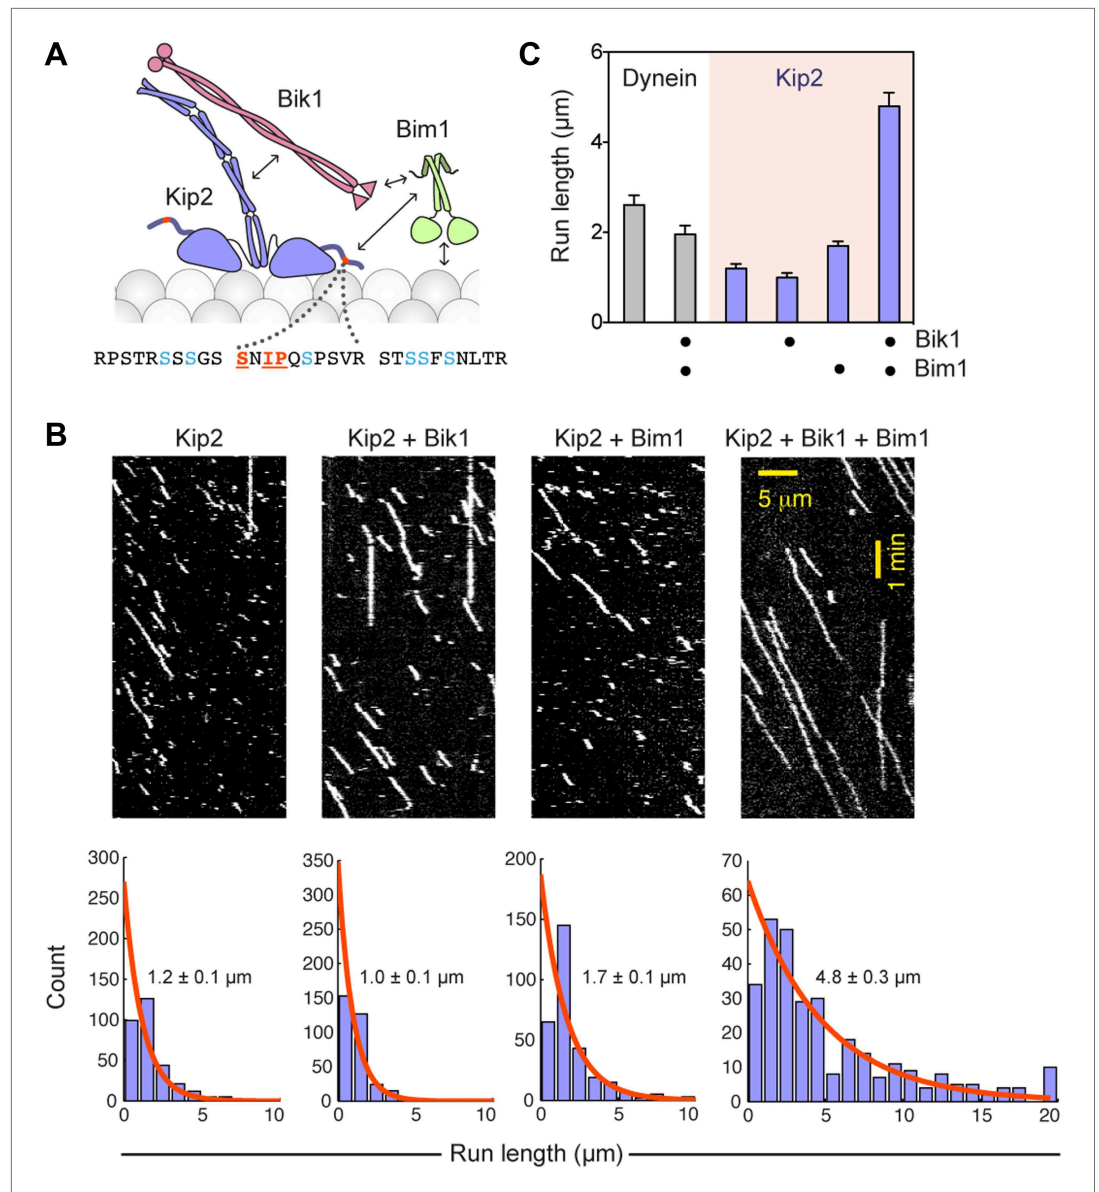 A
Bik1
Bim1
Kip2
RPSTRSSSGS SNIPQSPSVR STSSFSNLTR
C
6
4
2
0
Run length (µm)
Dynein
Kip2
Bik1
Bim1
B
Kip2
Kip2 + Bik1
Kip2 + Bim1
Kip2 + Bik1 + Bim1
5 µm
1 min
Count
300
250
200
150
100
50
0
0 5 10
1.2 ± 0.1 µm
350
300
250
200
150
100
50
0
0 5 10
1.0 ± 0.1 µm
200
150
100
50
0
0 5 10
1.7 ± 0.1 µm
70
60
50
40
30
20
10
0
0 5 10 15 20
4.8 ± 0.3 µm
Run length (µm)